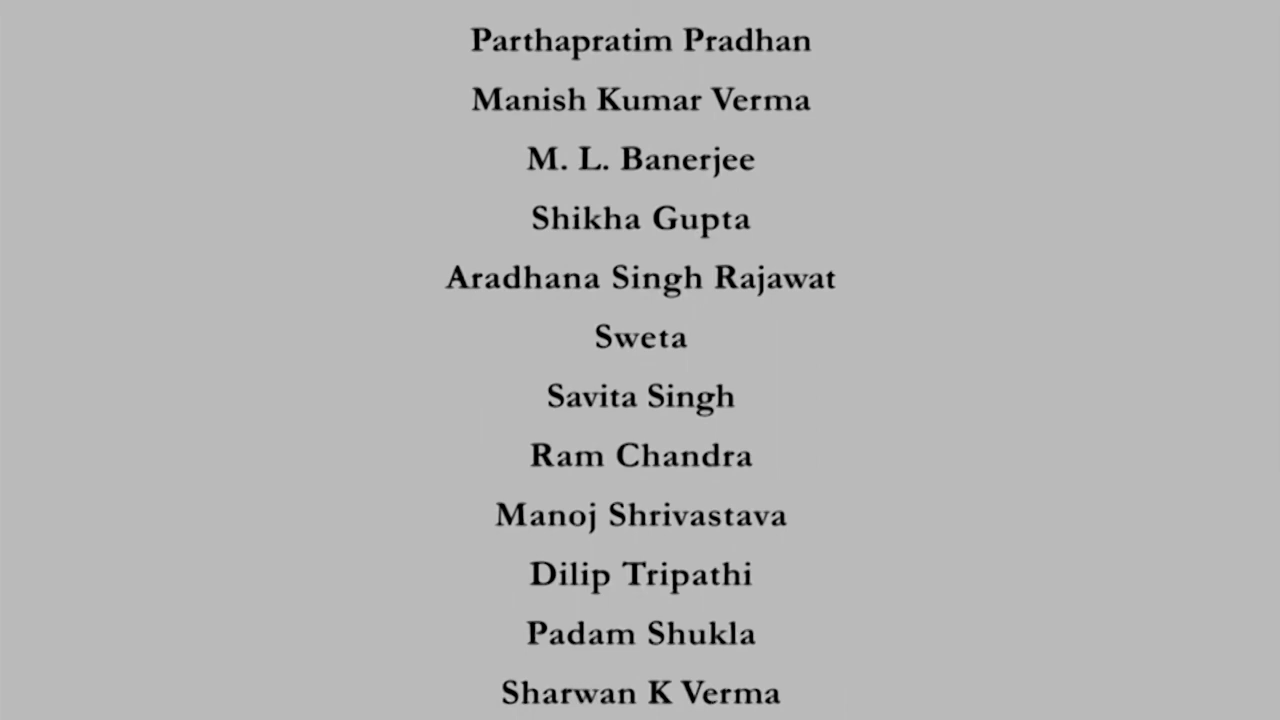 Parthapratim Pradhan
Manish Kumar Verma
M. L. Banerjee
Shikha Gupta
Aradhana Singh Rajawat
Sweta
Savita Singh
Ram Chandra
Manoj Shrivastava
Dilip Tripathi
Padam Shukla
Sharwan K Verma